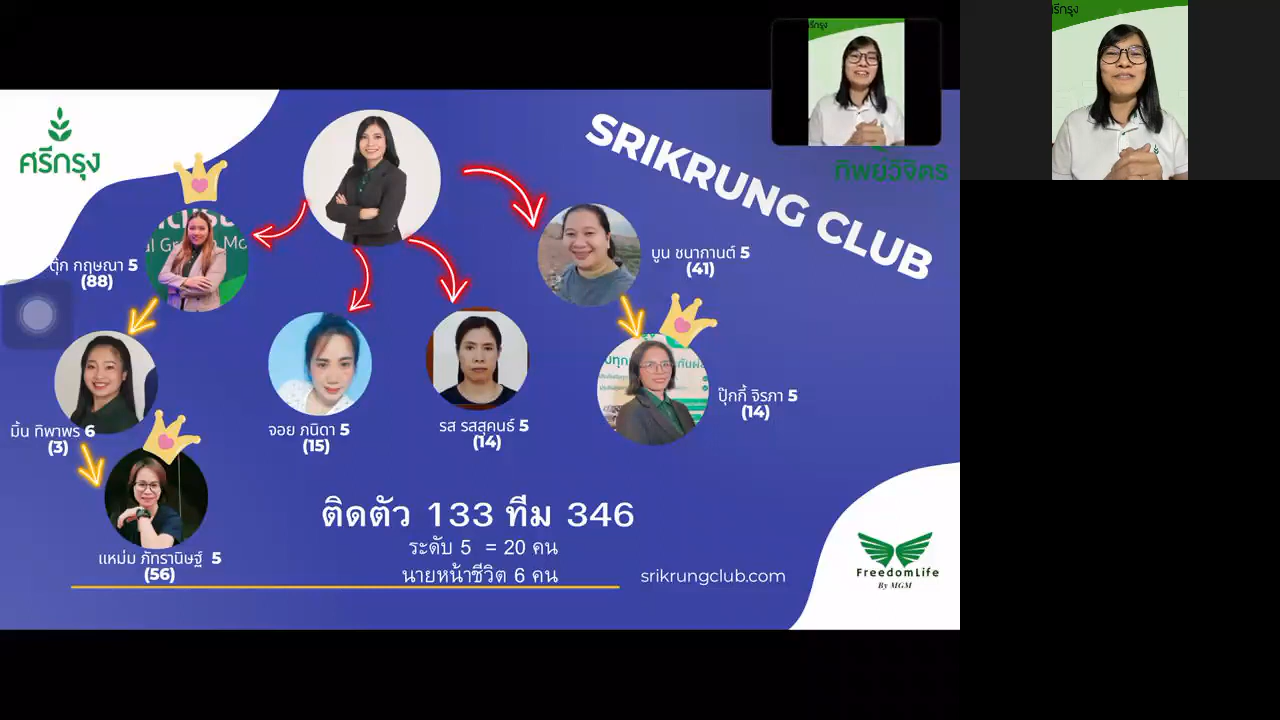 ศรีกรุง
SRIKRUNG CLUB
ทิพยวิจิตร
ศรีกรุง
ตุ้ก กฤษณา 5
(88)
บูน ชนากานต์ 5
(41)
มิ้น ทิพาพร 6
(3)
จอย ภนิดา 5
(15)
รส รสสุคนธ์ 5
(14)
ปุ๊กกี้ จิรภา 5
(14)
แหม่ม ภัทรานิษฐ์ 5
(56)
ติดตัว 133 ทีม 346
ระดับ 5 = 20 คน
นายหน้าชีวิต 6 คน
srikrungclub.com
FreedomLife
By MGM